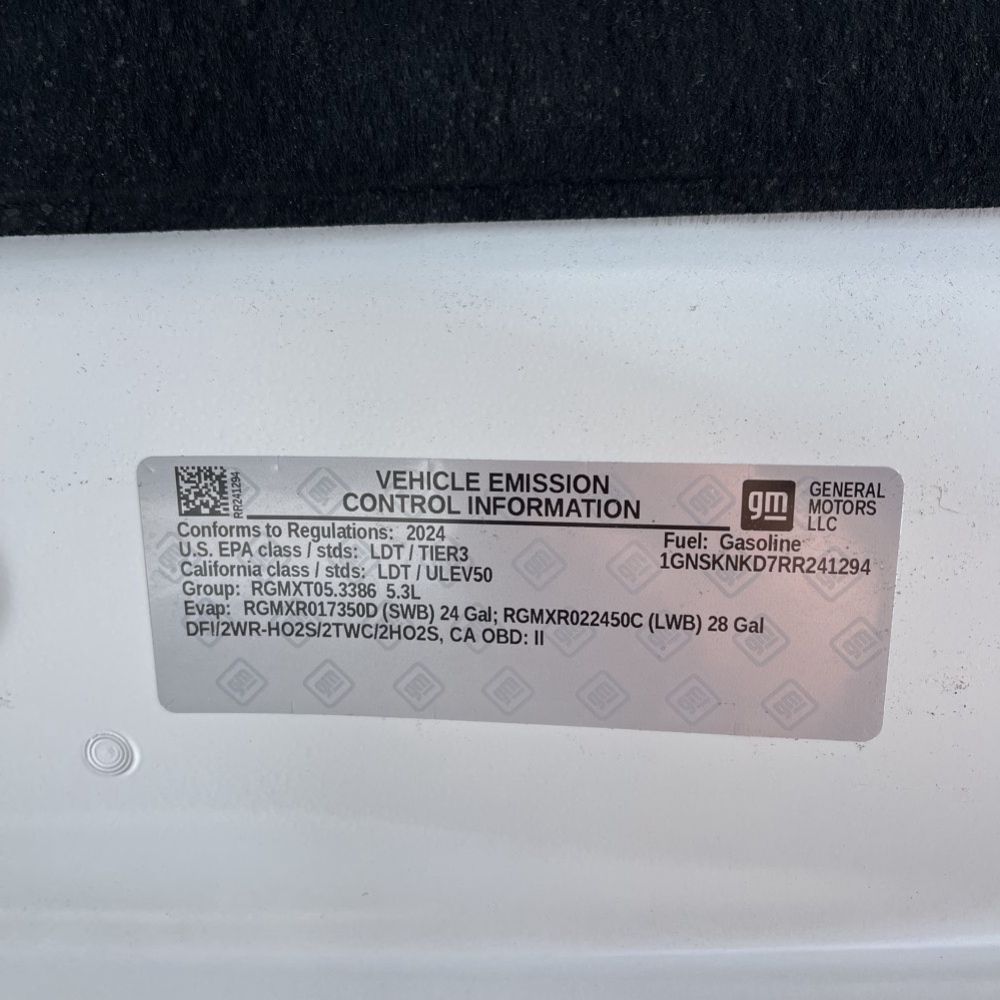 RR241294
VEHICLE EMISSION
CONTROL INFORMATION
gm
GENERAL
MOTORS
LLC
Conforms to Regulations: 2024
U.S. EPA class / stds: LDT / TIER3
California class / stds: LDT / ULEV50
Group: RGMXT05.3386 5.3L
Evap: RGMXR017350D (SWB) 24 Gal; RGMXR022450C (LWB) 28 Gal
DFI/2WR-HO2S/2TWC/2HO2S, CA OBD: II
Fuel: Gasoline
1GNSKNKD7RR241294